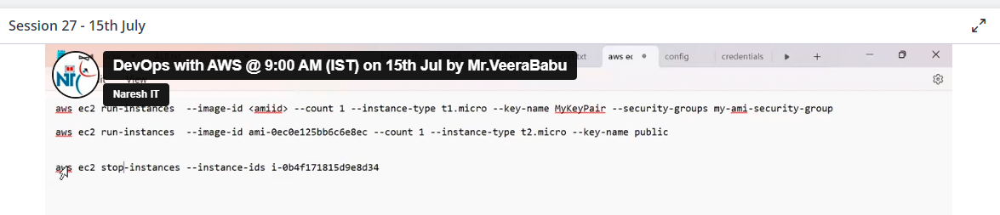 Session 27 - 15th July
DevOps with AWS @ 9:00 AM (IST) on 15th Jul by Mr.VeeraBabu
Naresh IT
NIT
txt
aws ec
config
credentials
View
aws ec2 run-instances --image-id <amiid> --count 1 --instance-type t1.micro --key-name MyKeyPair --security-groups my-ami-security-group
aws ec2 run-instances --image-id ami-0ec0e125bb6c6e8ec --count 1 --instance-type t2.micro --key-name public
aws ec2 stop-instances --instance-ids i-0b4f171815d9e8d34